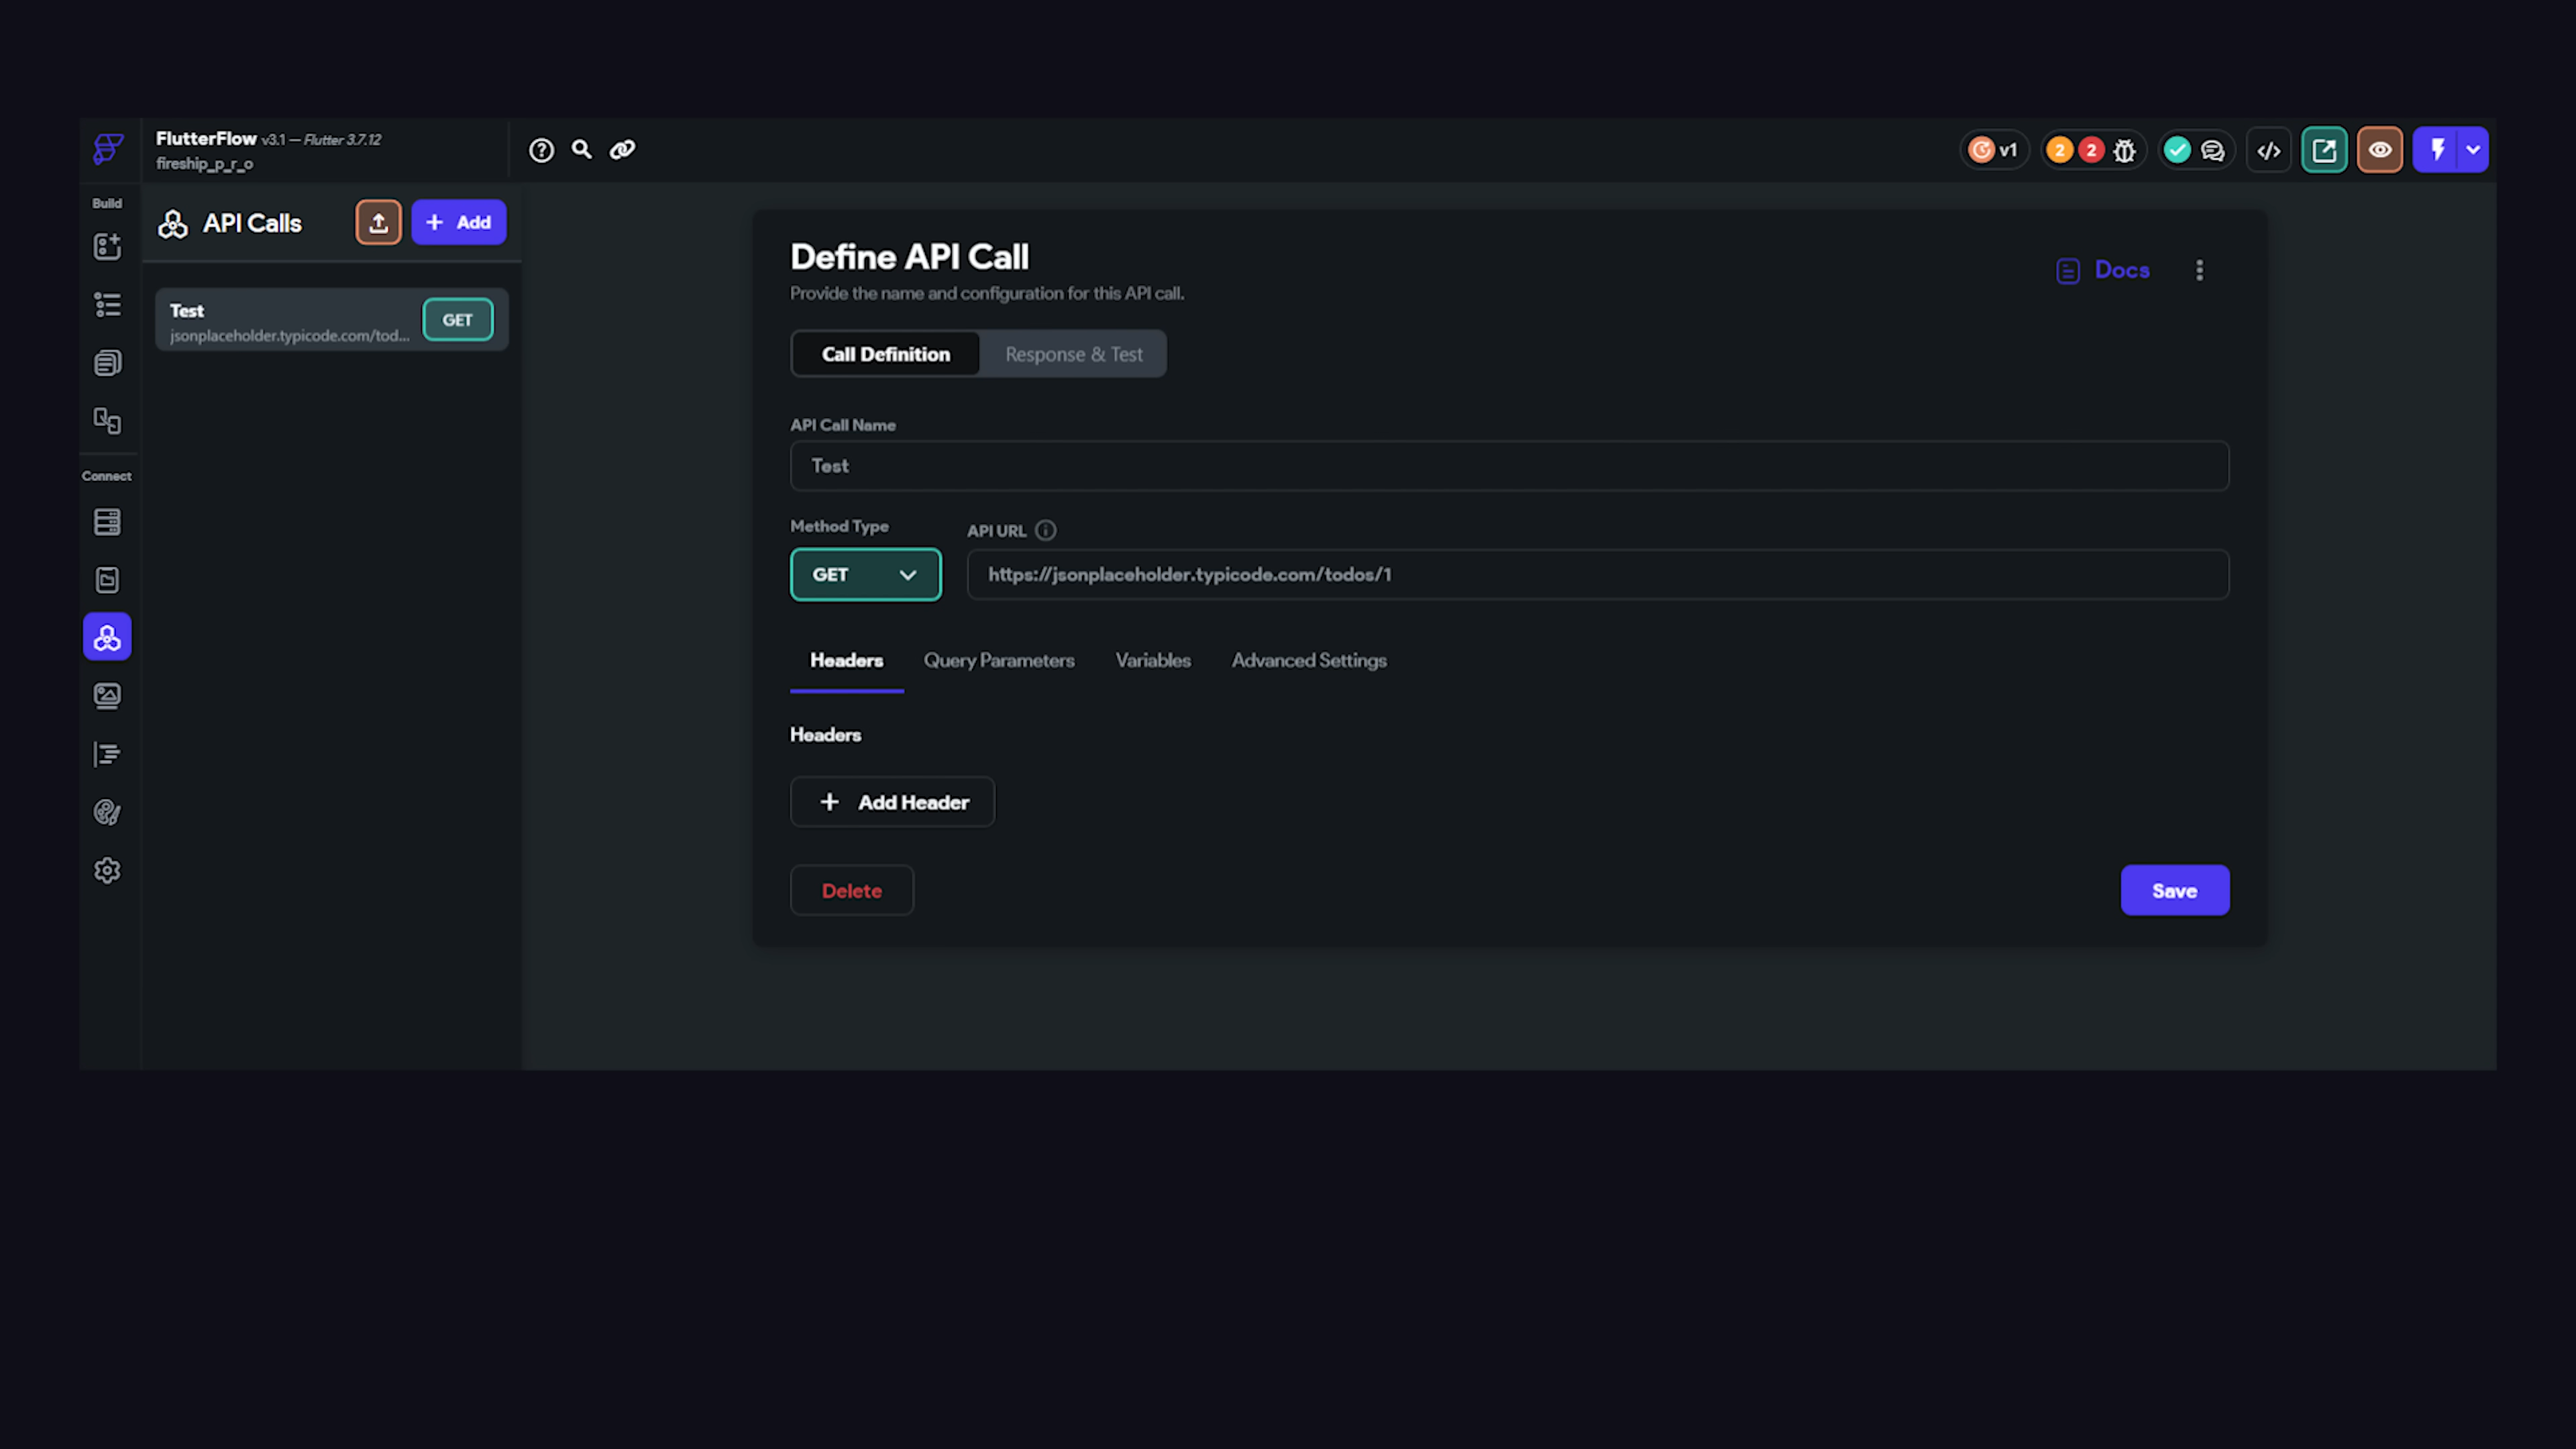 FlutterFlow v3.1 — Flutter 3.7.12
fireship_p_r_o
v1
2
2
Build
API Calls
Add
Test
jsonplaceholder.typicode.com/tod...
GET
Connect
Define API Call
Provide the name and configuration for this API call.
Docs
Call Definition
Response & Test
API Call Name
Test
Method Type
API URL
GET
https://jsonplaceholder.typicode.com/todos/1
Headers
Query Parameters
Variables
Advanced Settings
Headers
Add Header
Delete
Save